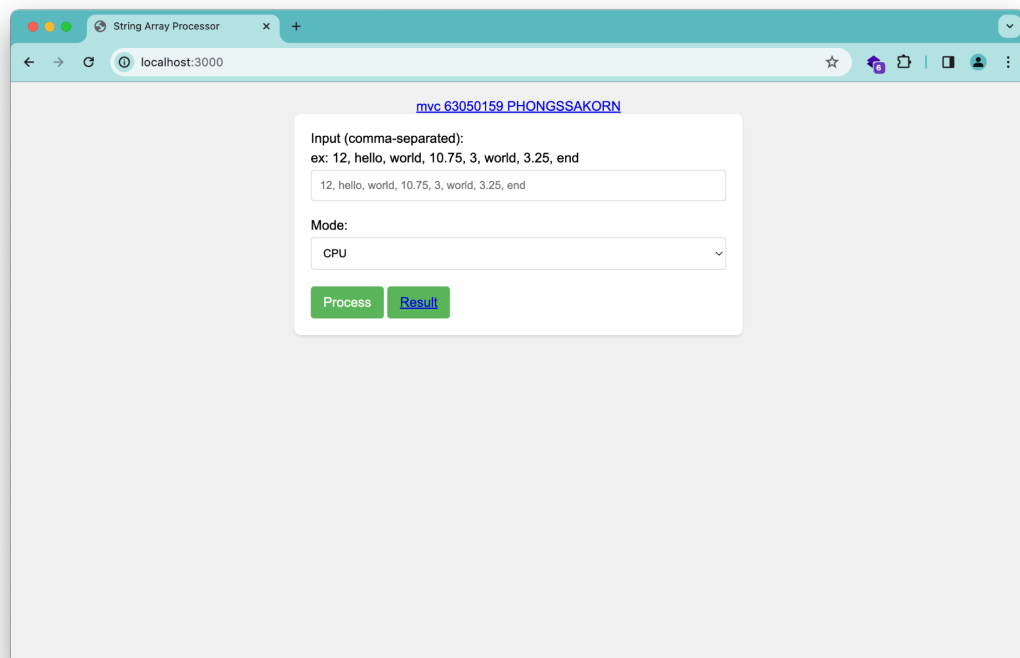 String Array Processor
localhost:3000
6
mvc 63050159 PHONGSSAKORN
Input (comma-separated):
ex: 12, hello, world, 10.75, 3, world, 3.25, end
12, hello, world, 10.75, 3, world, 3.25, end
Mode:
CPU
Process Result